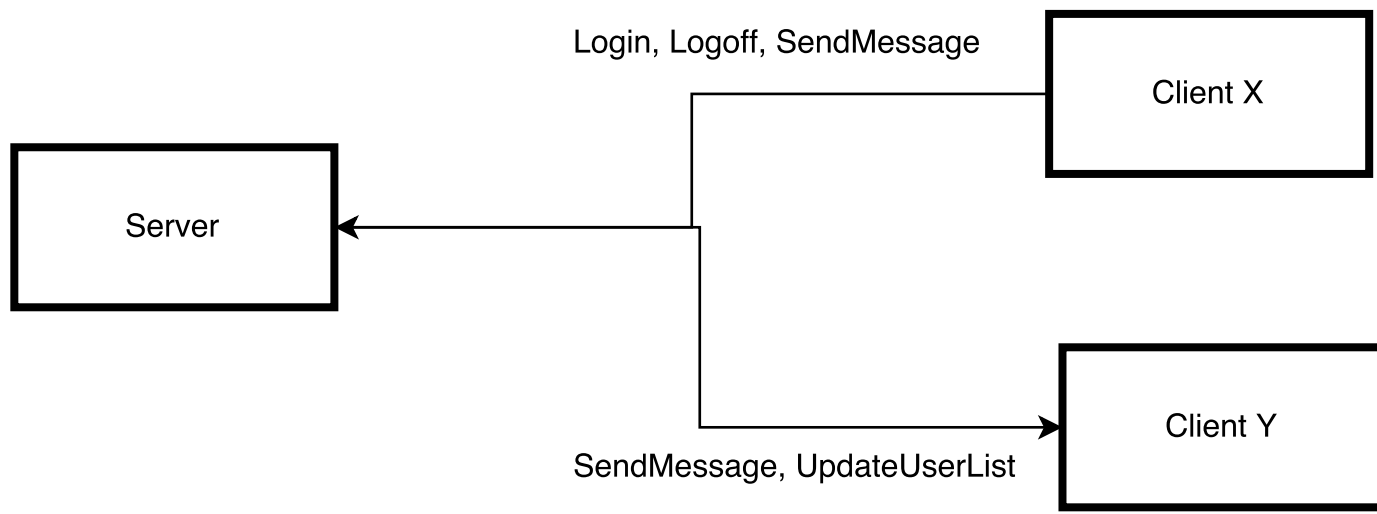 Login, Logoff, SendMessage
Client X
Server
Client Y
SendMessage, UpdateUserList